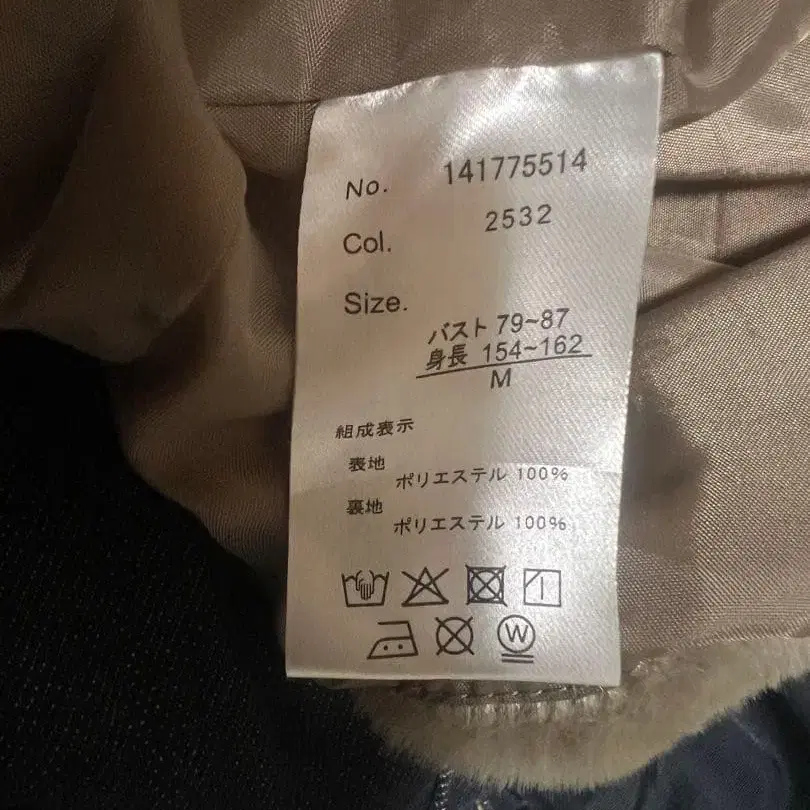 No. 141775514
Col. 2532
Size.
バスト 79~87
身長 154~162
M
組成表示
表地
ポリエステル 100%
裏地
ポリエステル 100%
W